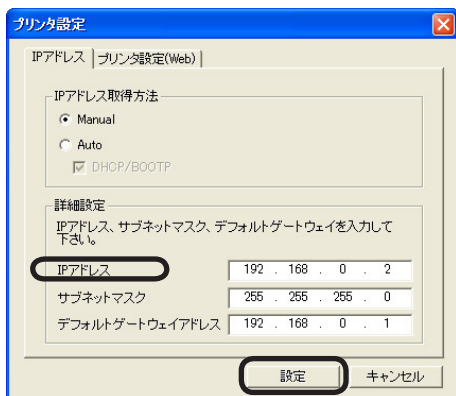 プリンタ設定
IPアドレス プリンタ設定(Web)
IPアドレス取得方法
Manual
Auto
DHCP/BOOTP
詳細設定
IPアドレス、サブネットマスク、デフォルトゲートウェイを入力して
下さい。
IPアドレス 192 . 168 . 0 . 2
サブネットマスク 255 . 255 . 255 . 0
デフォルトゲートウェイアドレス 192 . 168 . 0 . 1
設定 キャンセル